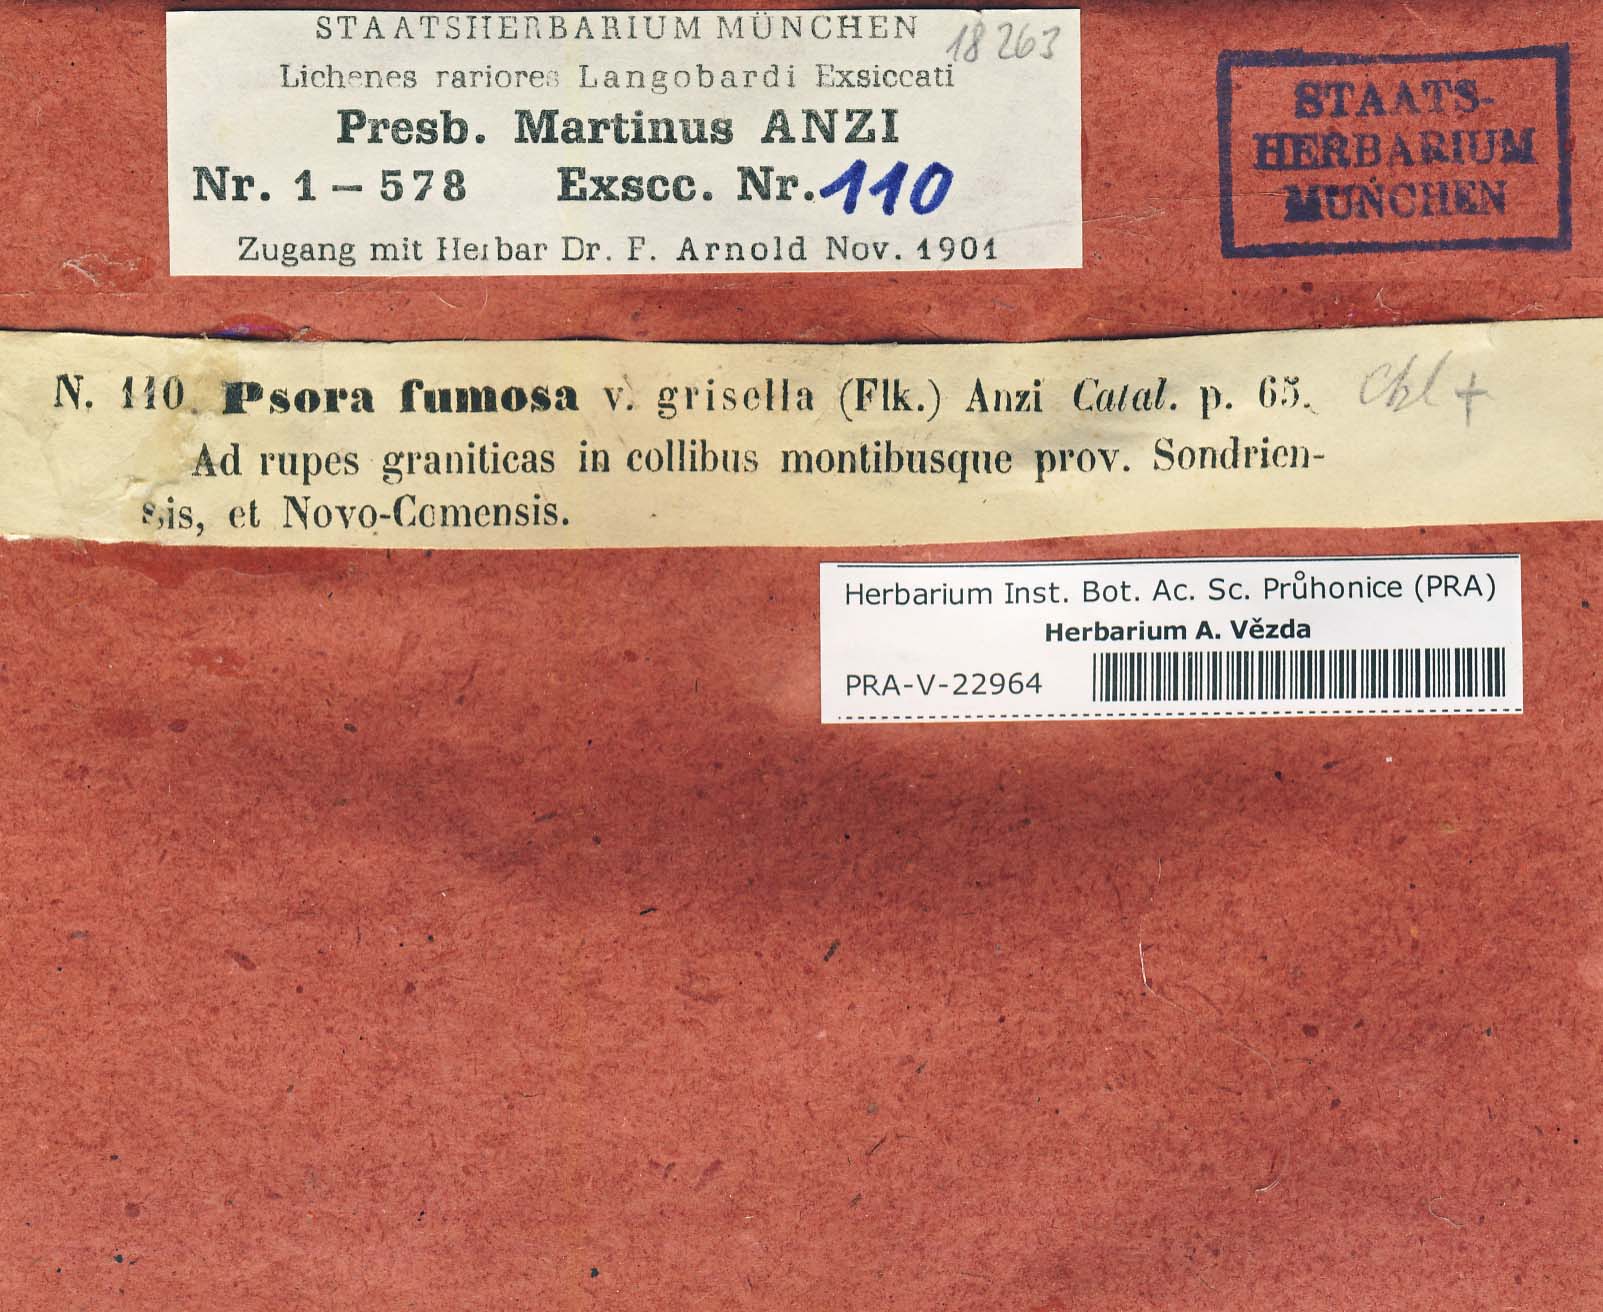 STAATSHERBARIUM MÜNCHEN
18263
Lichenes rariores Langobardi Exsiccati
Presb. Martinus ANZI
Nr. 1 – 578 Exscc. Nr. 110
Zugang mit Herbar Dr. F. Arnold Nov. 1901
STAATS-
HERBARIUM
MÜNCHEN
N. 110. Psora fumosa v. grisella (Flk.) Anzi Catal. p. 65. Chl +
Ad rupes graniticas in collibus montibusque prov. Sondrien-
sis, et Novo-Comensis.
Herbarium Inst. Bot. Ac. Sc. Průhonice (PRA)
Herbarium A. Vězda
PRA-V-22964